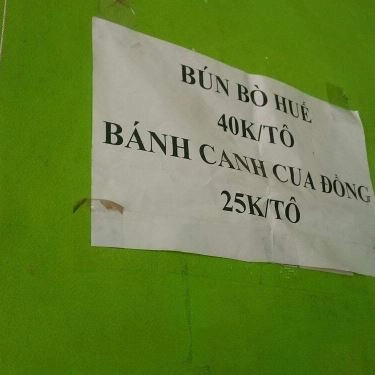 BÚN BÒ HUẾ
40K/TÔ
BÁNH CANH CUA ĐỒNG
25K/TÔ